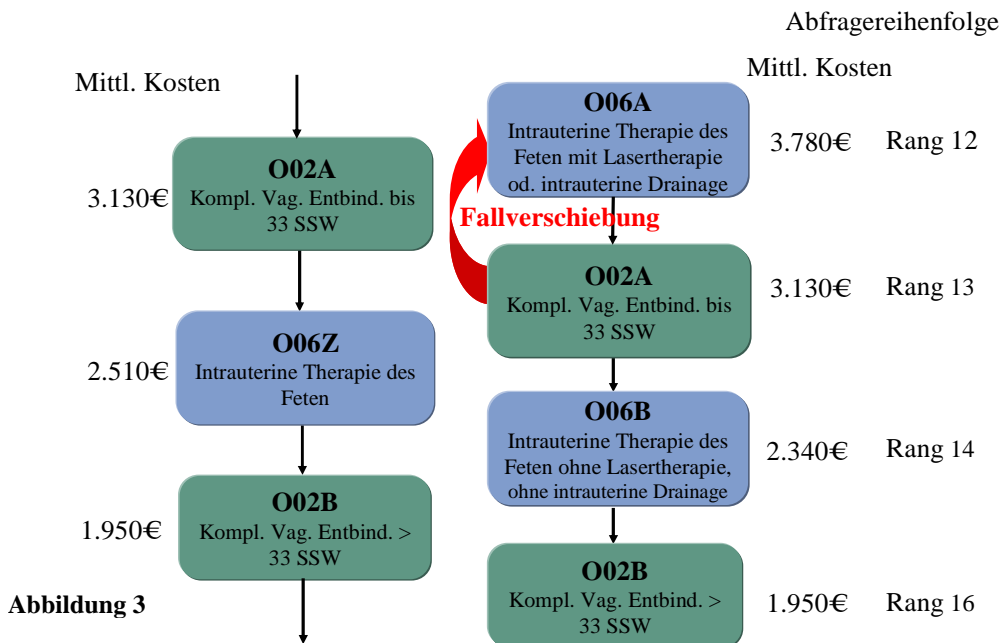 Abfragereihenfolge
Mittl. Kosten
O02A
Kompl. Vag. Entbind. bis
33 SSW
3.130€
O06Z
Intrauterine Therapie des
Feten
2.510€
O02B
Kompl. Vag. Entbind. >
33 SSW
1.950€
Abbildung 3
Mittl. Kosten
O06A
Intrauterine Therapie des
Feten mit Lasertherapie
od. intrauterine Drainage
3.780€ Rang 12
Fallverschiebung
O02A
Kompl. Vag. Entbind. bis
33 SSW
3.130€ Rang 13
O06B
Intrauterine Therapie des
Feten ohne Lasertherapie,
ohne intrauterine Drainage
2.340€ Rang 14
O02B
Kompl. Vag. Entbind. >
33 SSW
1.950€ Rang 16